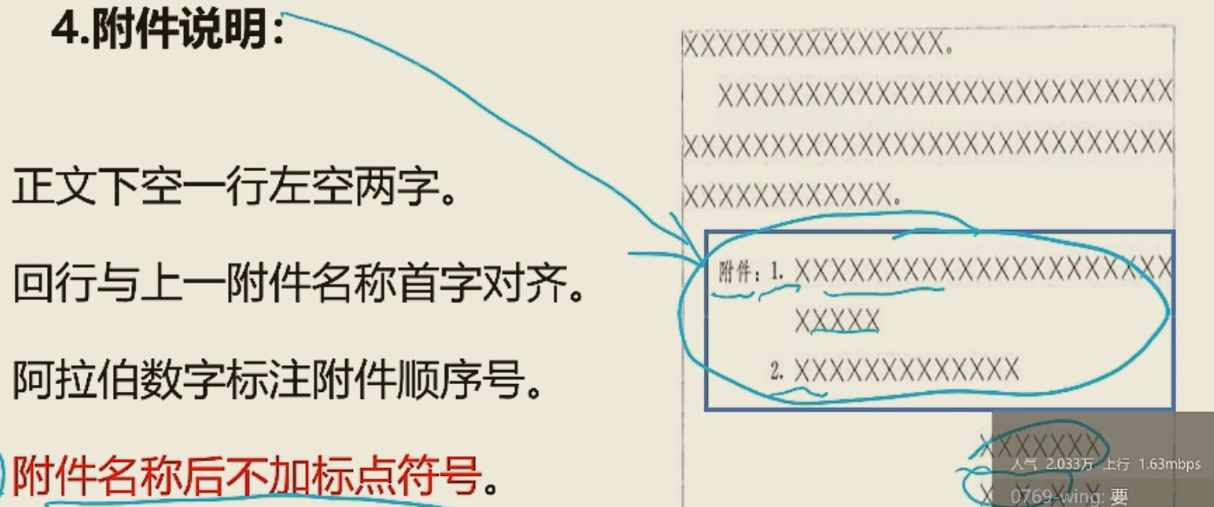 4.附件说明：
正文下空一行左空两字。
回行与上一附件名称首字对齐。
阿拉伯数字标注附件顺序号。
附件名称后不加标点符号。
XXXXXXXXXXXXXXX。
XXXXXXXXXXXXXXXXXXXXXXXXXX
XXXXXXXXXXXXXXXXXXXXXXXXXXXX
XXXXXXXXXXXX。
附件：1. XXXXXXXXXXXXXXXXXXXXX
XXXXX
2. XXXXXXXXXXXXX
XXXXXXX
人气 2.033万 上行 1.63mbps
0769-wing: 要